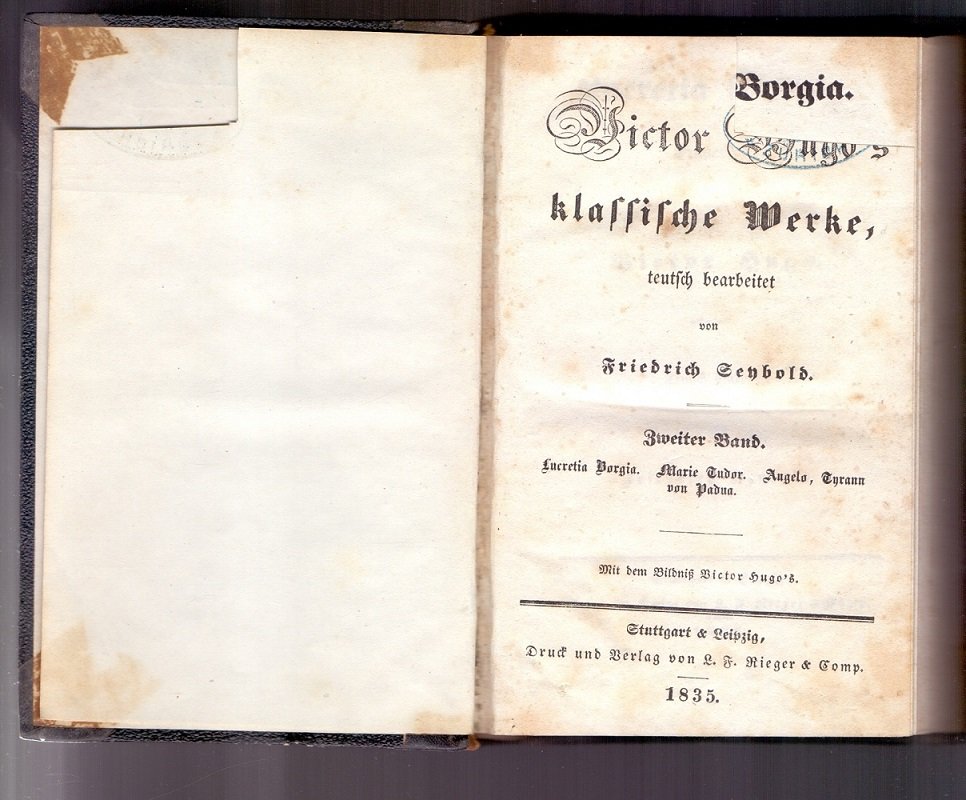 Borgia.
Victor Hugo's
klaſſiſche Werke,
teutſch bearbeitet
von
Friedrich Seybold.
Zweiter Band.
Lucretia Borgia. Marie Tudor. Angelo, Tyrann
von Padua.
Mit dem Bildniß Victor Hugo's.
Stuttgart & Leipzig,
Druck und Verlag von L. F. Rieger & Comp.
1835.